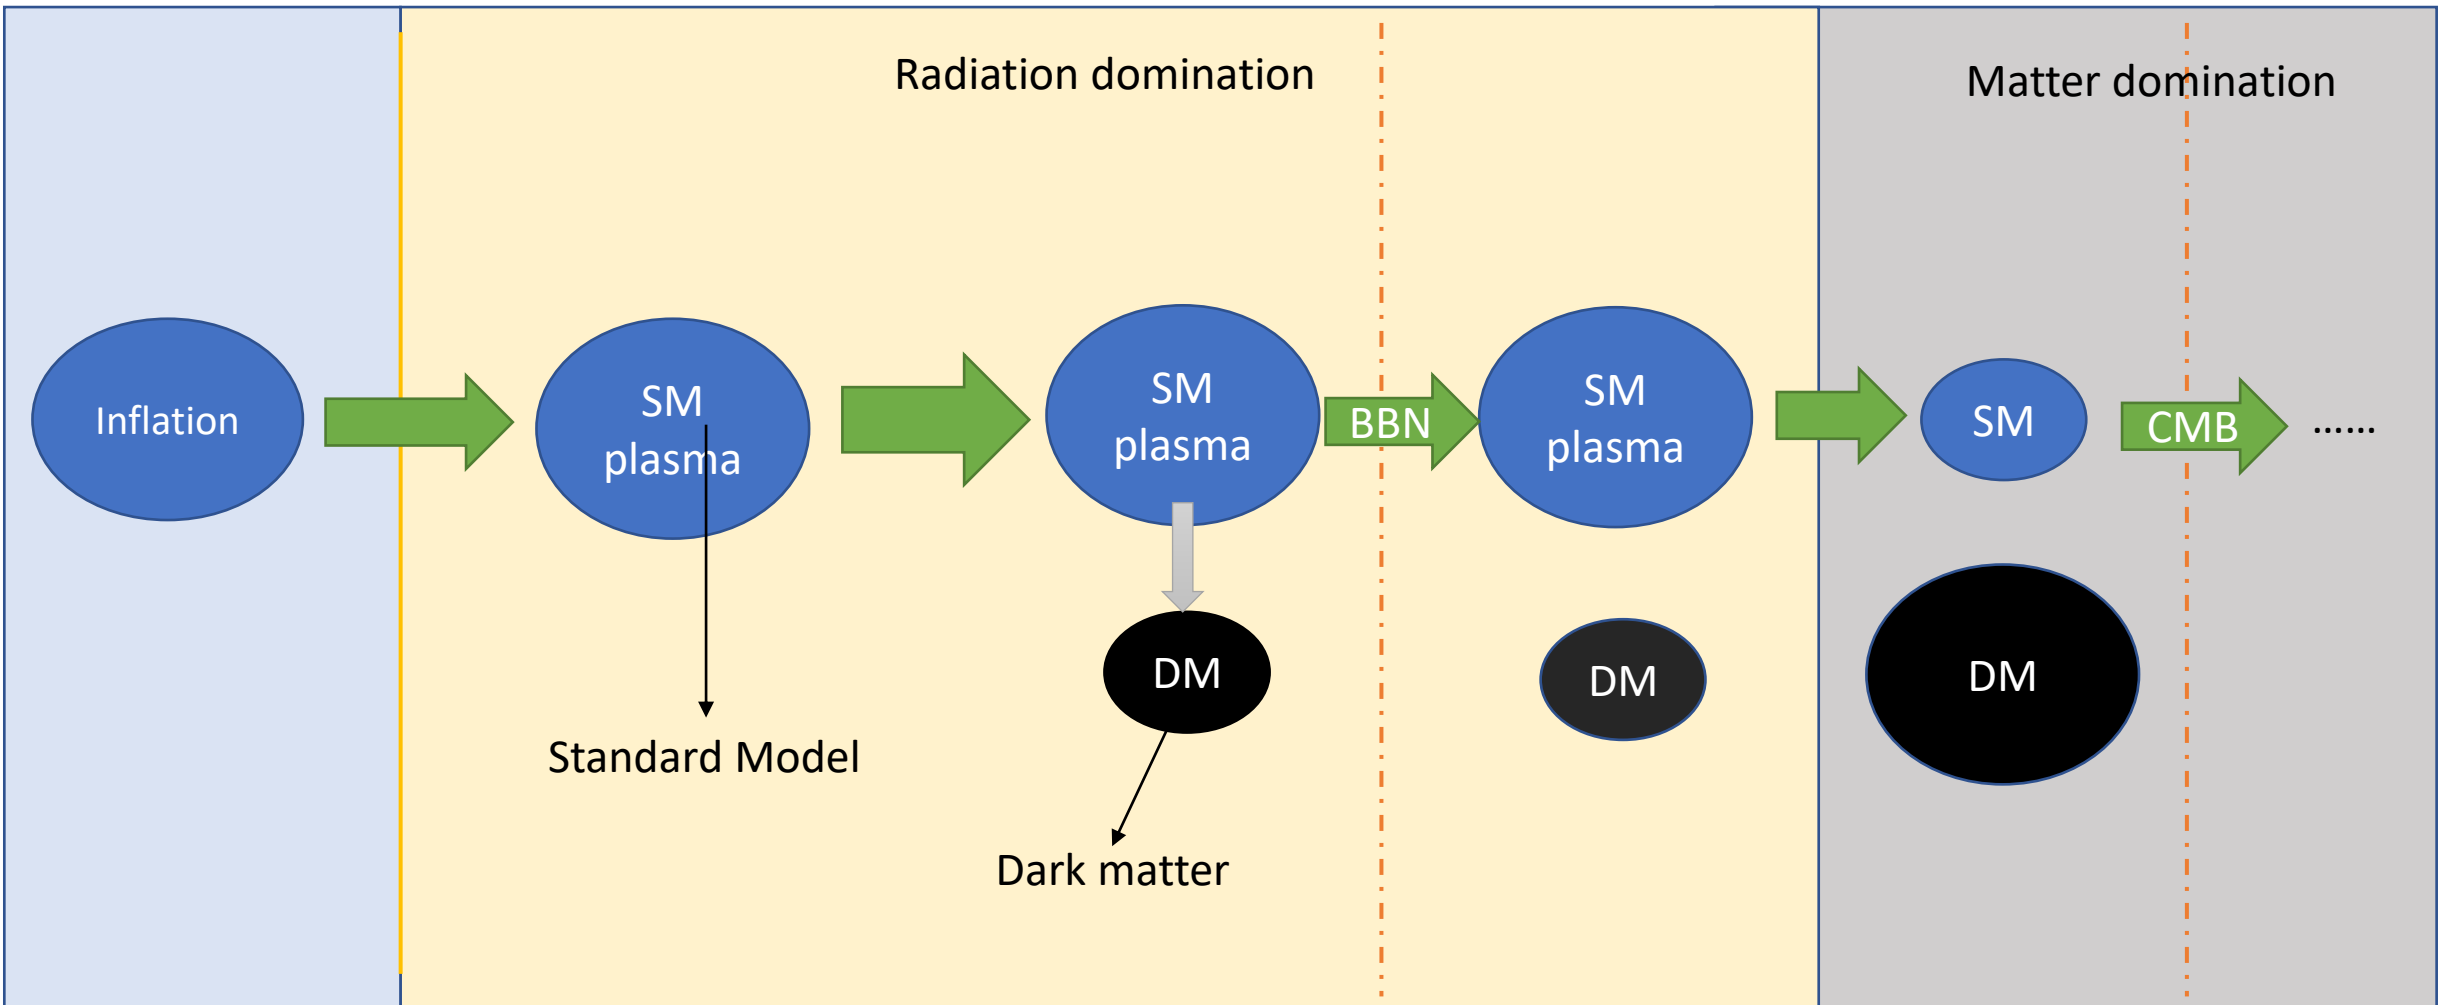 Radiation domination
Matter domination
Inflation
SM
plasma
SM
plasma
BBN
SM
plasma
SM
CMB
......
DM
DM
DM
Standard Model
Dark matter